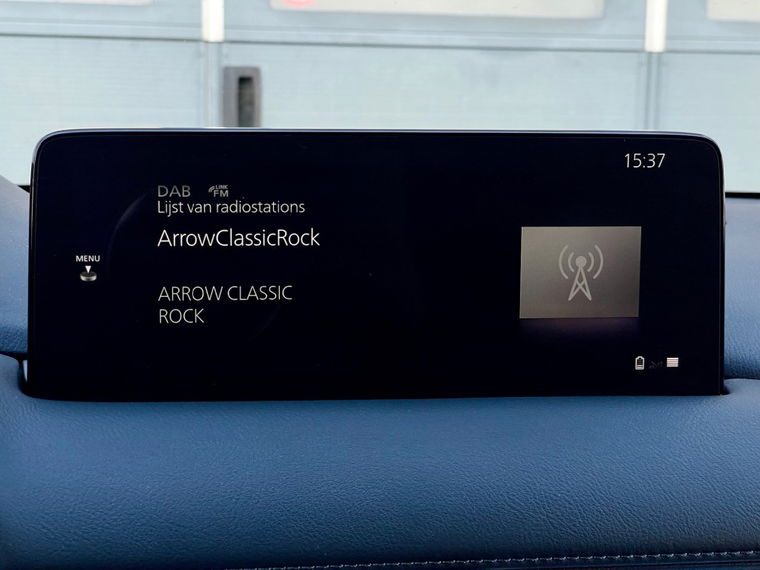 15:37
DAB LINK FM
Lijst van radiostations
ArrowClassicRock
MENU
ARROW CLASSIC
ROCK